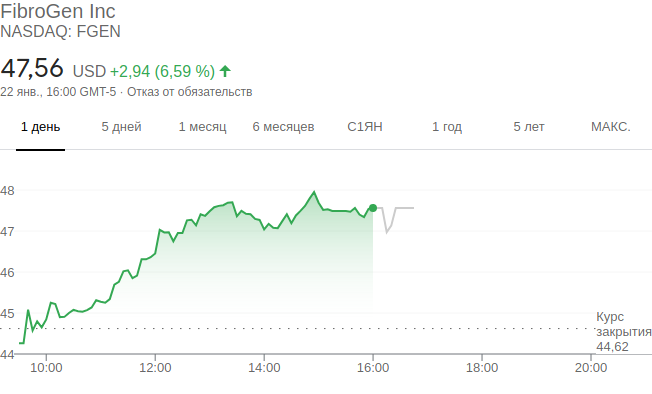 FibroGen Inc
NASDAQ: FGEN
47,56 USD +2,94 (6,59 %)
22 янв., 16:00 GMT-5 · Отказ от обязательств
1 день 5 дней 1 месяц 6 месяцев С1ЯН 1 год 5 лет МАКС.
48
47
46
45
44
Курс
закрытия
44,62
10:00 12:00 14:00 16:00 18:00 20:00